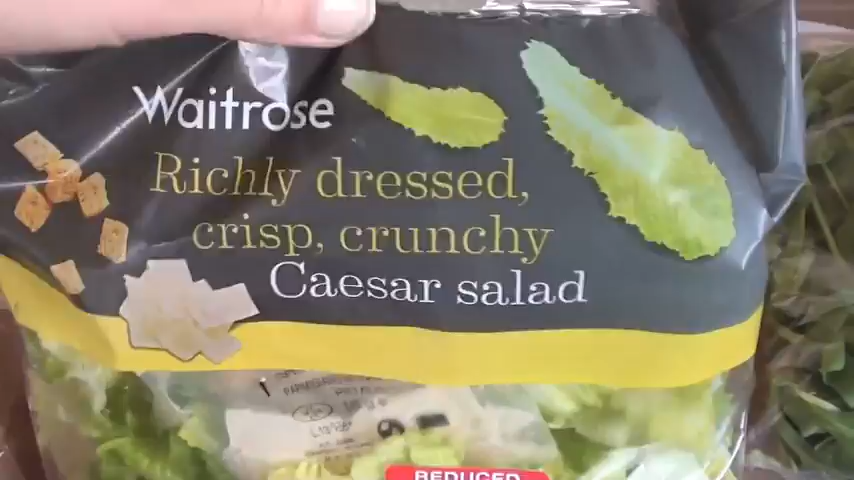 Waitrose
Richly dressed,
crisp, crunchy
Caesar salad
REDUCED